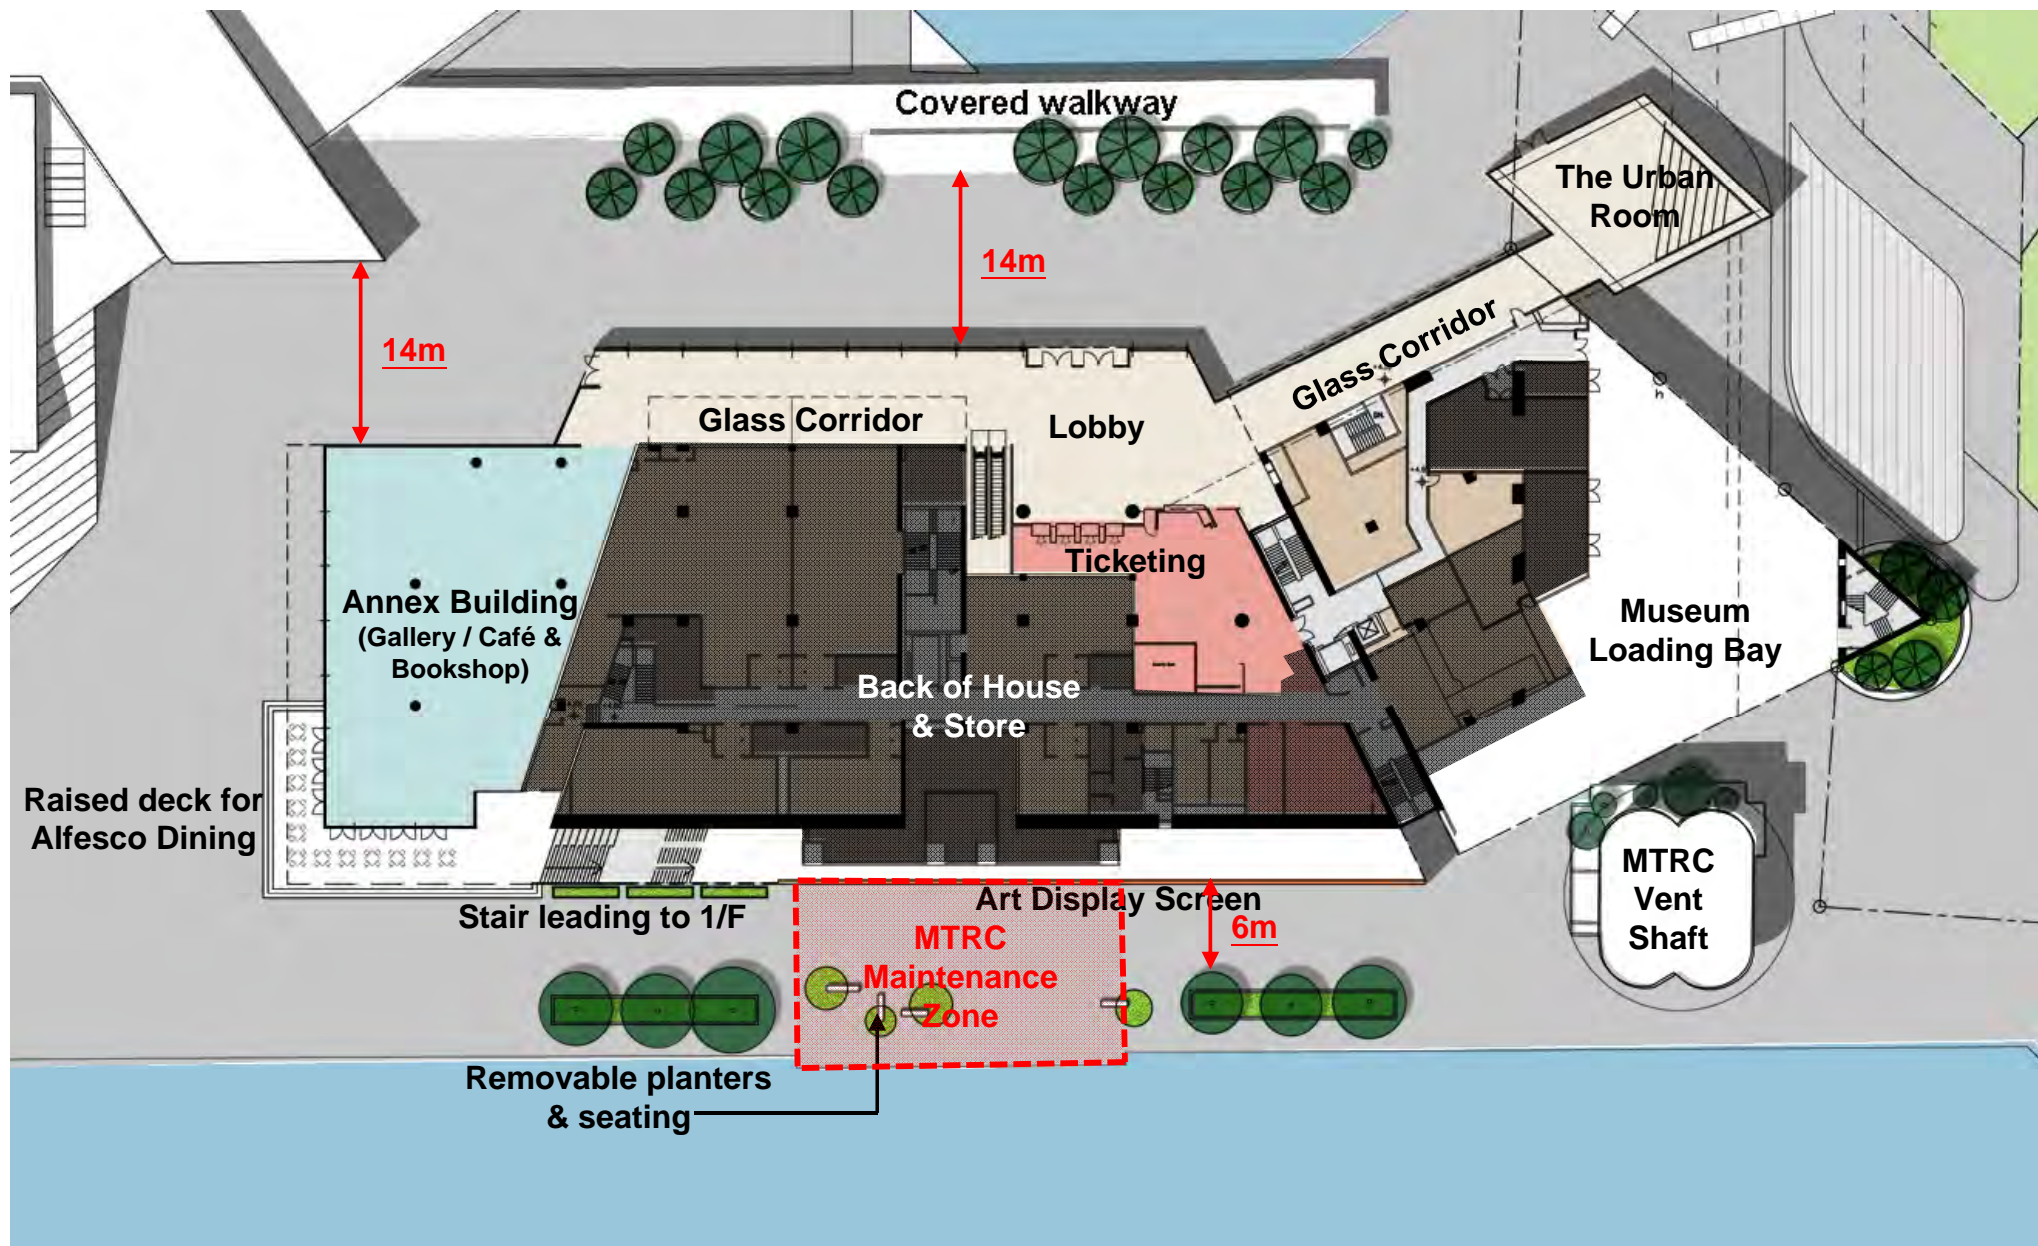 Covered walkway
The Urban
Room
14m
14m
Glass Corridor
Glass Corridor
Lobby
Ticketing
Annex Building
(Gallery / Café &
Bookshop)
Museum
Loading Bay
Back of House
& Store
Raised deck for
Alfesco Dining
MTRC
Vent
Shaft
Art Display Screen
Stair leading to 1/F
6m
MTRC
Maintenance
Zone
Removable planters
& seating